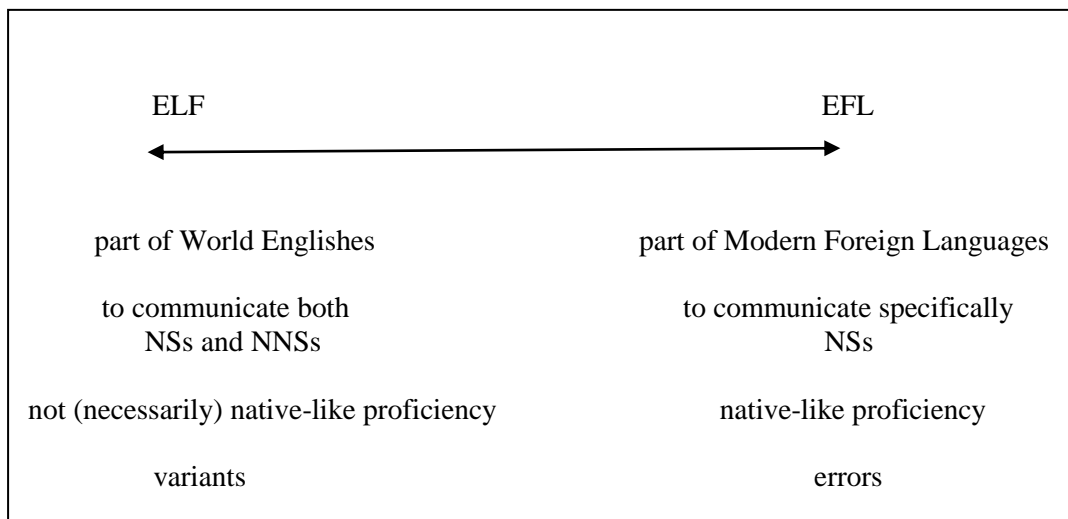 ELF EFL
part of World Englishes part of Modern Foreign Languages
to communicate both to communicate specifically
NSs and NNSs NSs
not (necessarily) native-like proficiency native-like proficiency
variants errors